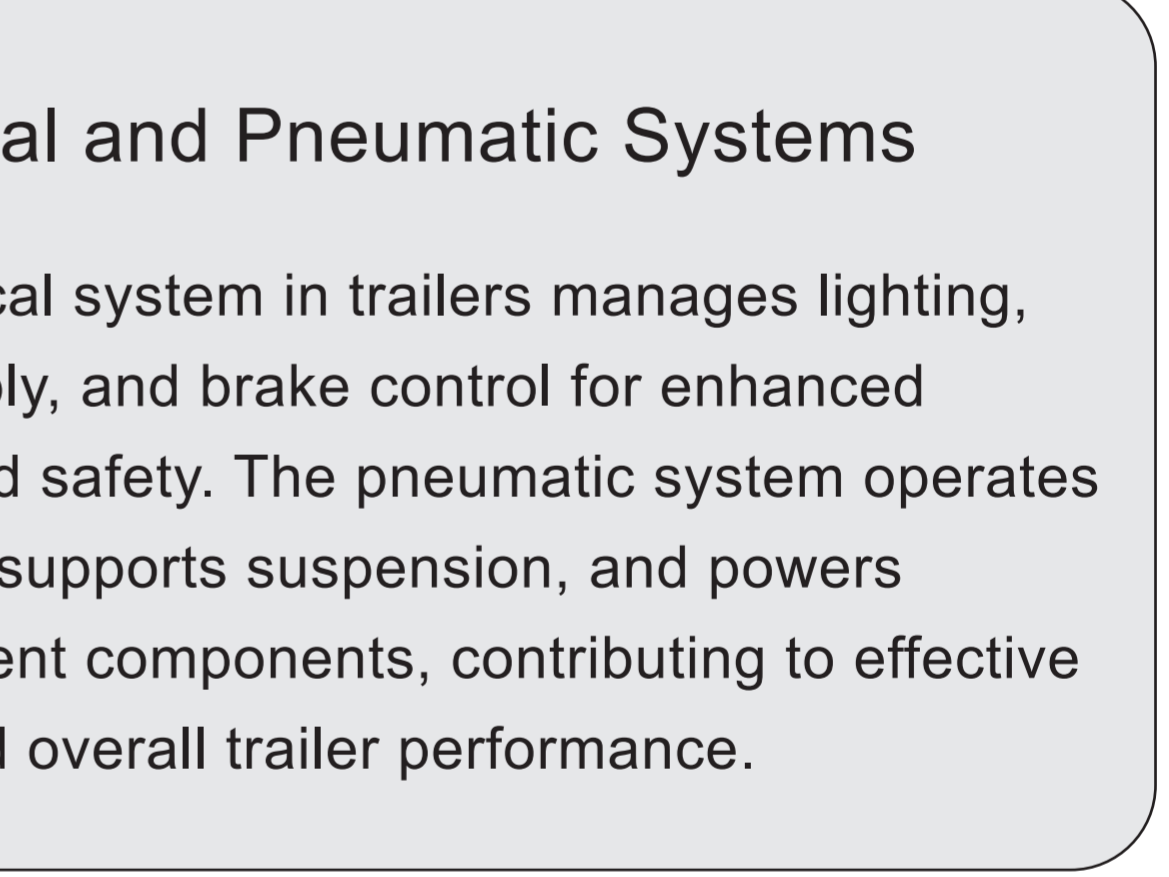 al and Pneumatic Systems
cal system in trailers manages lighting,
ly, and brake control for enhanced
d safety. The pneumatic system operates
supports suspension, and powers
ent components, contributing to effective
overall trailer performance.